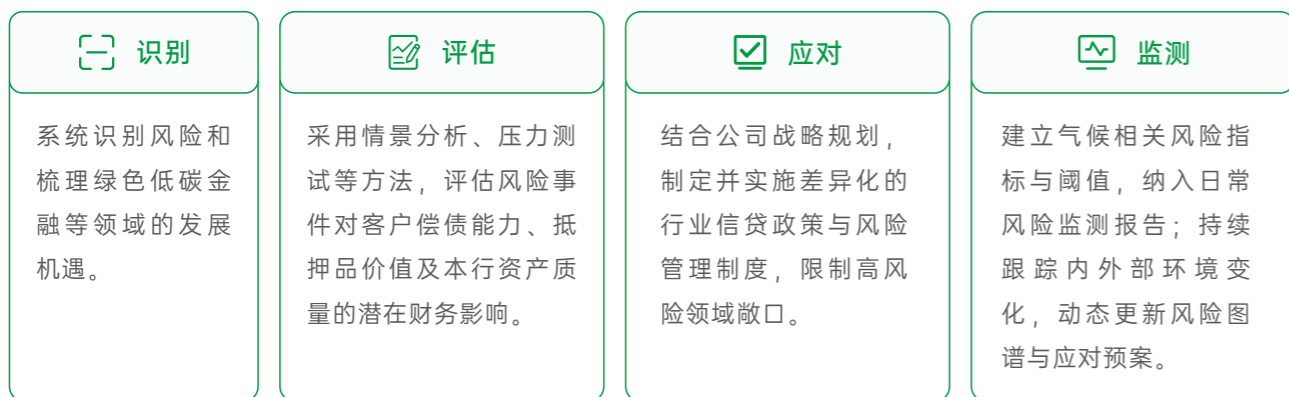 识别
系统识别风险和
梳理绿色低碳金
融等领域的发展
机遇。
评估
采用情景分析、压力测
试等方法，评估风险事
件对客户偿债能力、抵
押品价值及本行资产质
量的潜在财务影响。
应对
结合公司战略规划，
制定并实施差异化的
行业信贷政策与风险
管理制度，限制高风
险领域敞口。
监测
建立气候相关风险指
标与阈值，纳入日常
风险监测报告；持续
跟踪内外部环境变
化，动态更新风险图
谱与应对预案。